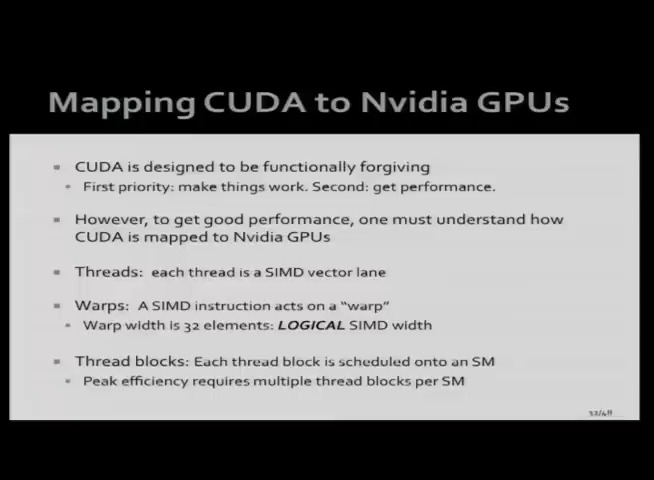 Mapping CUDA to Nvidia GPUs
CUDA is designed to be functionally forgiving
First priority: make things work. Second: get performance.
However, to get good performance, one must understand how
CUDA is mapped to Nvidia GPUs
Threads: each thread is a SIMD vector lane
Warps: A SIMD instruction acts on a “warp”
Warp width is 32 elements: LOGICAL SIMD width
Thread blocks: Each thread block is scheduled onto an SM
Peak efficiency requires multiple thread blocks per SM